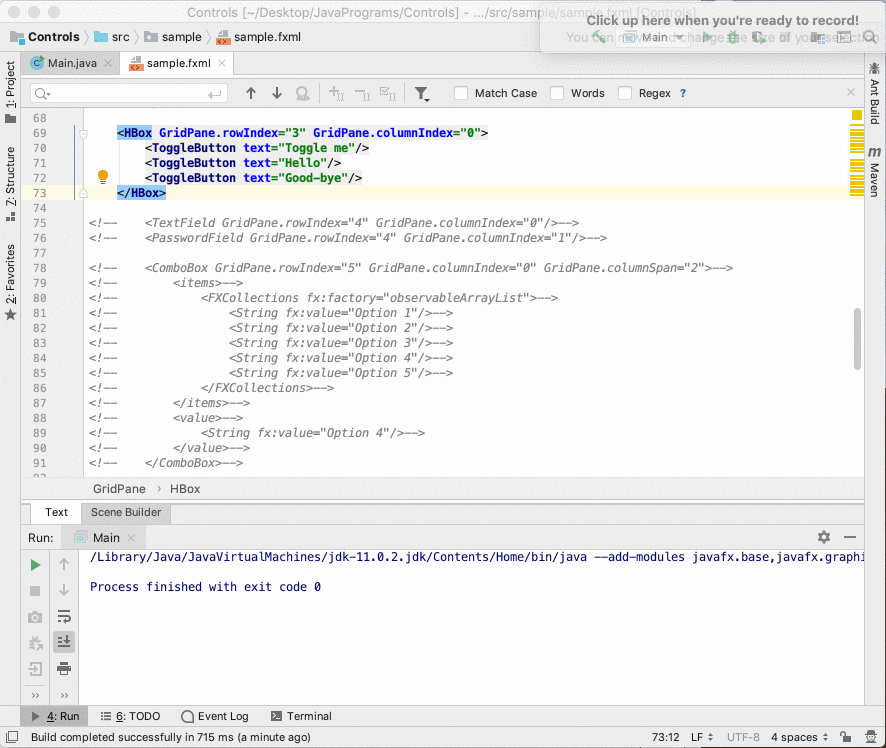 Controls [~/Desktop/JavaPrograms/Controls] - .../src/sample/sample.fxml [Controls]
Click up here when you're ready to record!
Controls
src
sample
sample.fxml
You can move and change the size of your selection
Main
Main.java
sample.fxml
1: Project
Z: Structure
2: Favorites
Ant Build
Maven
Match Case
Words
Regex
?
68
69 <HBox GridPane.rowIndex="3" GridPane.columnIndex="0">
70 <ToggleButton text="Toggle me"/>
71 <ToggleButton text="Hello"/>
72 <ToggleButton text="Good-bye"/>
73 </HBox>
74
75 <!-- <TextField GridPane.rowIndex="4" GridPane.columnIndex="0"/>-->
76 <!-- <PasswordField GridPane.rowIndex="4" GridPane.columnIndex="1"/>-->
77
78 <!-- <ComboBox GridPane.rowIndex="5" GridPane.columnIndex="0" GridPane.columnSpan="2">-->
79 <!-- <items>-->
80 <!-- <FXCollections fx:factory="observableArrayList">-->
81 <!-- <String fx:value="Option 1"/>-->
82 <!-- <String fx:value="Option 2"/>-->
83 <!-- <String fx:value="Option 3"/>-->
84 <!-- <String fx:value="Option 4"/>-->
85 <!-- <String fx:value="Option 5"/>-->
86 <!-- </FXCollections>-->
87 <!-- </items>-->
88 <!-- <value>-->
89 <!-- <String fx:value="Option 4"/>-->
90 <!-- </value>-->
91 <!-- </ComboBox>-->
GridPane > HBox
Text
Scene Builder
Run:
Main
/Library/Java/JavaVirtualMachines/jdk-11.0.2.jdk/Contents/Home/bin/java --add-modules javafx.base,javafx.graphi
Process finished with exit code 0
4: Run
6: TODO
Event Log
Terminal
Build completed successfully in 715 ms (a minute ago)
73:12
LF
UTF-8
4 spaces